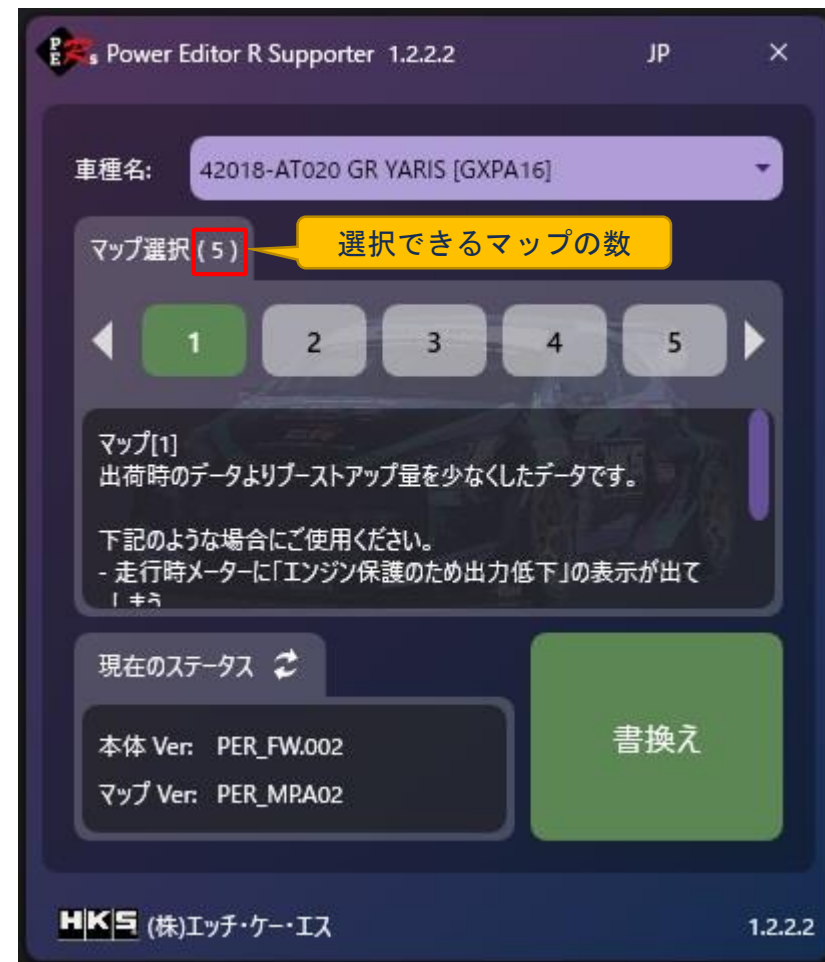 PERs Power Editor R Supporter 1.2.2.2 JP ×
車種名: 42018-AT020 GR YARIS [GXPA16]
マップ選択 ( 5 ) 選択できるマップの数
1 2 3 4 5
マップ[1]
出荷時のデータよりブーストアップ量を少なくしたデータです。
下記のような場合にご使用ください。
- 走行時メーターに「エンジン保護のため出力低下」の表示が出て
しまう
現在のステータス
本体 Ver: PER_FW.002
マップ Ver: PER_MP.A02
書換え
HKS (株)エッチ・ケー・エス 1.2.2.2